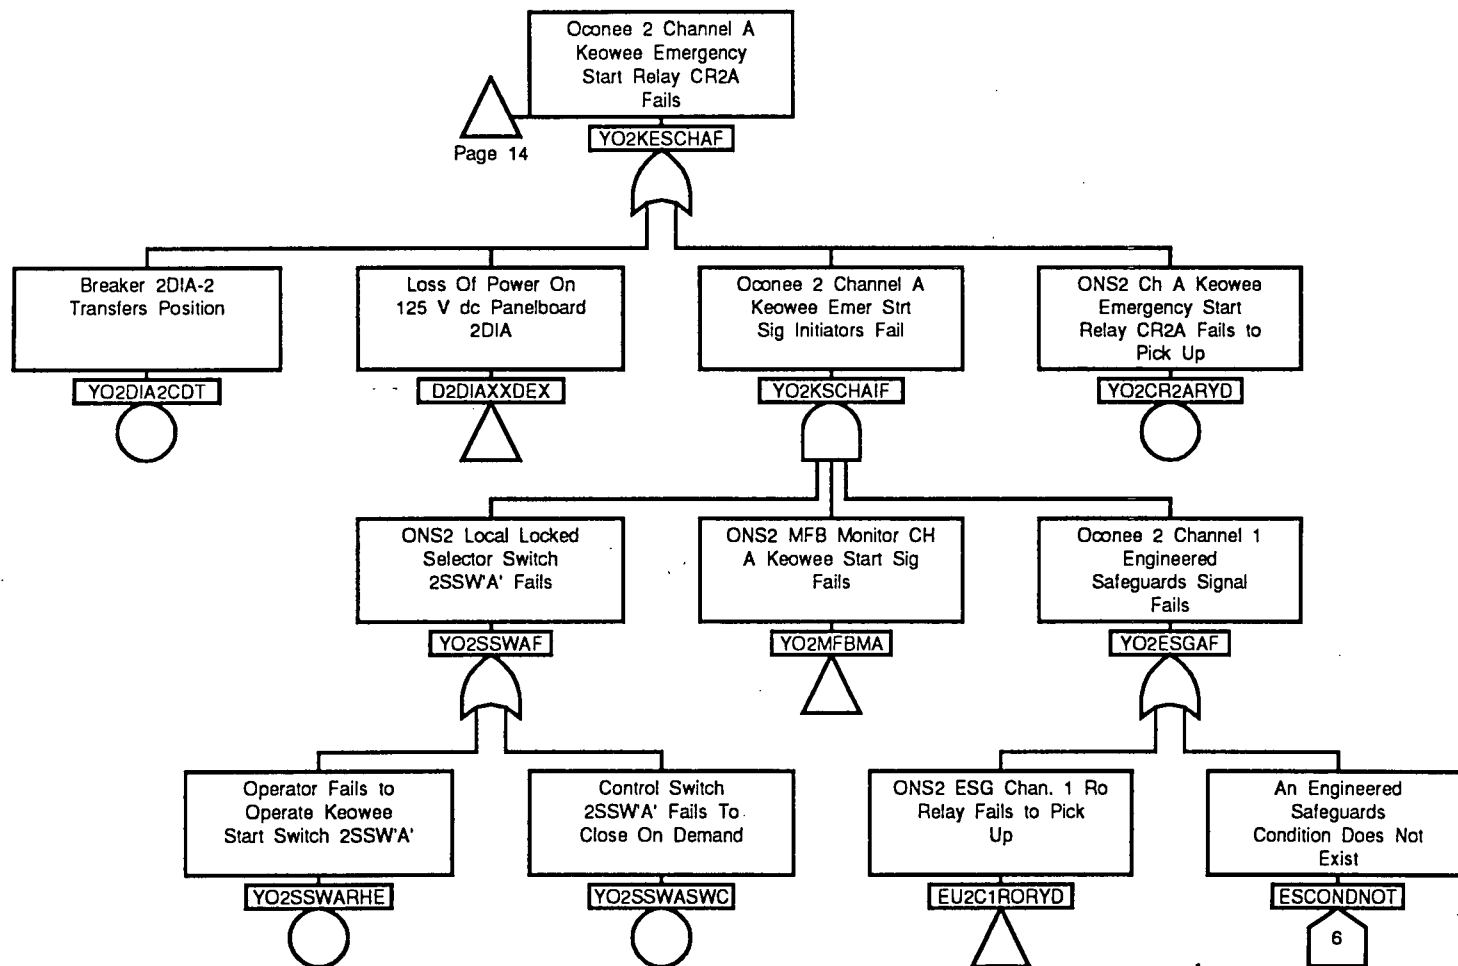 Oconee 2 Channel A
Keowee Emergency
Start Relay CR2A
Fails
Page 14
YO2KESCHAF
Breaker 2DIA-2
Transfers Position
YO2DIA2CDT
Loss Of Power On
125 V dc Panelboard
2DIA
D2DIAXXDEX
Oconee 2 Channel A
Keowee Emer Strt
Sig Initiators Fail
YO2KSCHAIF
ONS2 Ch A Keowee
Emergency Start
Relay CR2A Fails to
Pick Up
YO2CR2ARYD
ONS2 Local Locked
Selector Switch
2SSW'A' Fails
YO2SSWAF
ONS2 MFB Monitor CH
A Keowee Start Sig
Fails
YO2MFBMA
Oconee 2 Channel 1
Engineered
Safeguards Signal
Fails
YO2ESGAF
Operator Fails to
Operate Keowee
Start Switch 2SSW'A'
YO2SSWARHE
Control Switch
2SSW'A' Fails To
Close On Demand
YO2SSWASWC
ONS2 ESG Chan. 1 Ro
Relay Fails to Pick
Up
EU2C1RORYD
An Engineered
Safeguards
Condition Does Not
Exist
ESCONDNOT
6